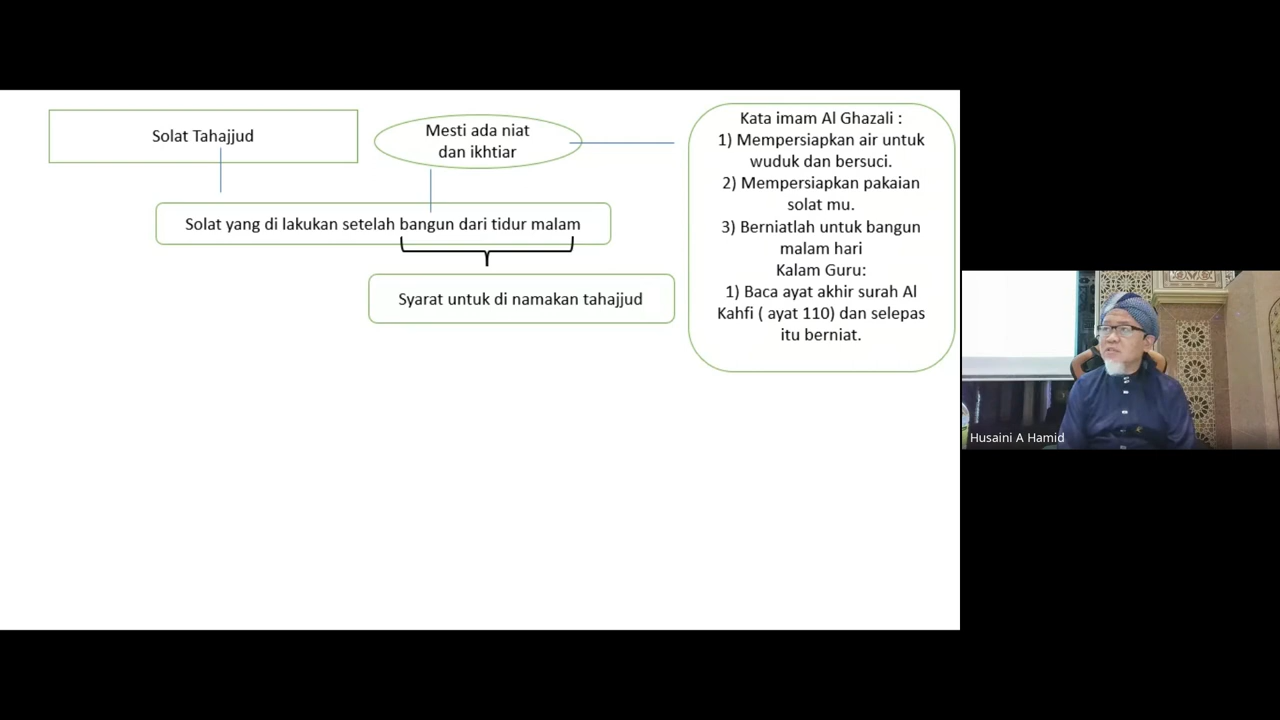 Solat Tahajjud
Mesti ada niat
dan ikhtiar
Solat yang di lakukan setelah bangun dari tidur malam
Syarat untuk di namakan tahajjud
Kata imam Al Ghazali :
1) Mempersiapkan air untuk
wuduk dan bersuci.
2) Mempersiapkan pakaian
solat mu.
3) Berniatlah untuk bangun
malam hari
Kalam Guru:
1) Baca ayat akhir surah Al
Kahfi ( ayat 110) dan selepas
itu berniat.
Husaini A Hamid